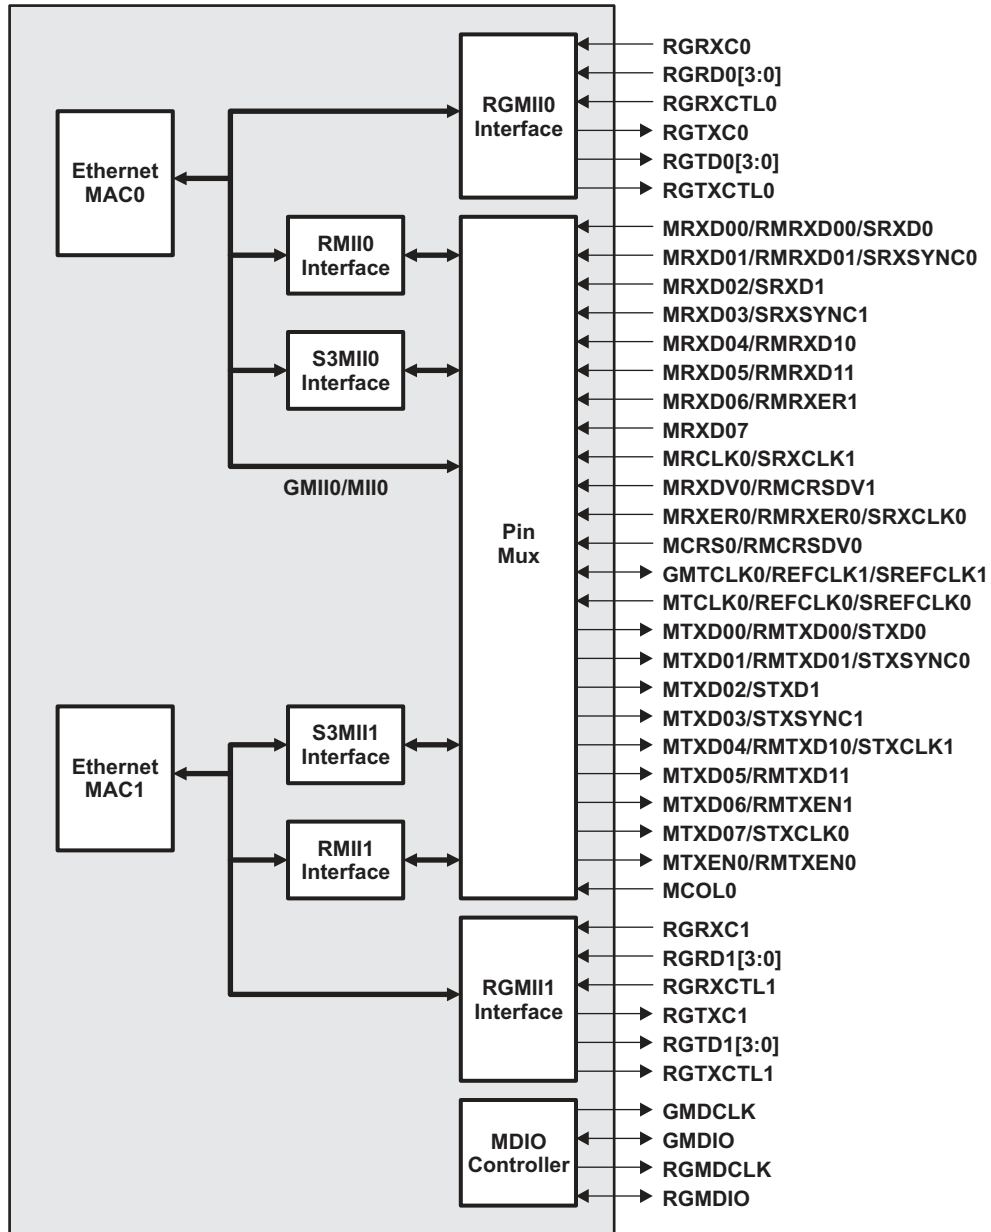 RGMII0
Interface
RGRXC0
RGRD0[3:0]
RGRXCTL0
RGTXC0
RGTD0[3:0]
RGTXCTL0
Ethernet
MAC0
RMII0
Interface
S3MII0
Interface
GMII0/MII0
Pin
Mux
MRXD00/RMRXD00/SRXD0
MRXD01/RMRXD01/SRXSYNC0
MRXD02/SRXD1
MRXD03/SRXSYNC1
MRXD04/RMRXD10
MRXD05/RMRXD11
MRXD06/RMRXER1
MRXD07
MRCLK0/SRXCLK1
MRXDV0/RMCRSDV1
MRXER0/RMRXER0/SRXCLK0
MCRS0/RMCRSDV0
GMTCLK0/REFCLK1/SREFCLK1
MTCLK0/REFCLK0/SREFCLK0
MTXD00/RMTXD00/STXD0
MTXD01/RMTXD01/STXSYNC0
MTXD02/STXD1
MTXD03/STXSYNC1
MTXD04/RMTXD10/STXCLK1
MTXD05/RMTXD11
MTXD06/RMTXEN1
MTXD07/STXCLK0
MTXEN0/RMTXEN0
MCOL0
Ethernet
MAC1
S3MII1
Interface
RMII1
Interface
RGMII1
Interface
RGRXC1
RGRD1[3:0]
RGRXCTL1
RGTXC1
RGTD1[3:0]
RGTXCTL1
MDIO
Controller
GMDCLK
GMDIO
RGMDCLK
RGMDIO